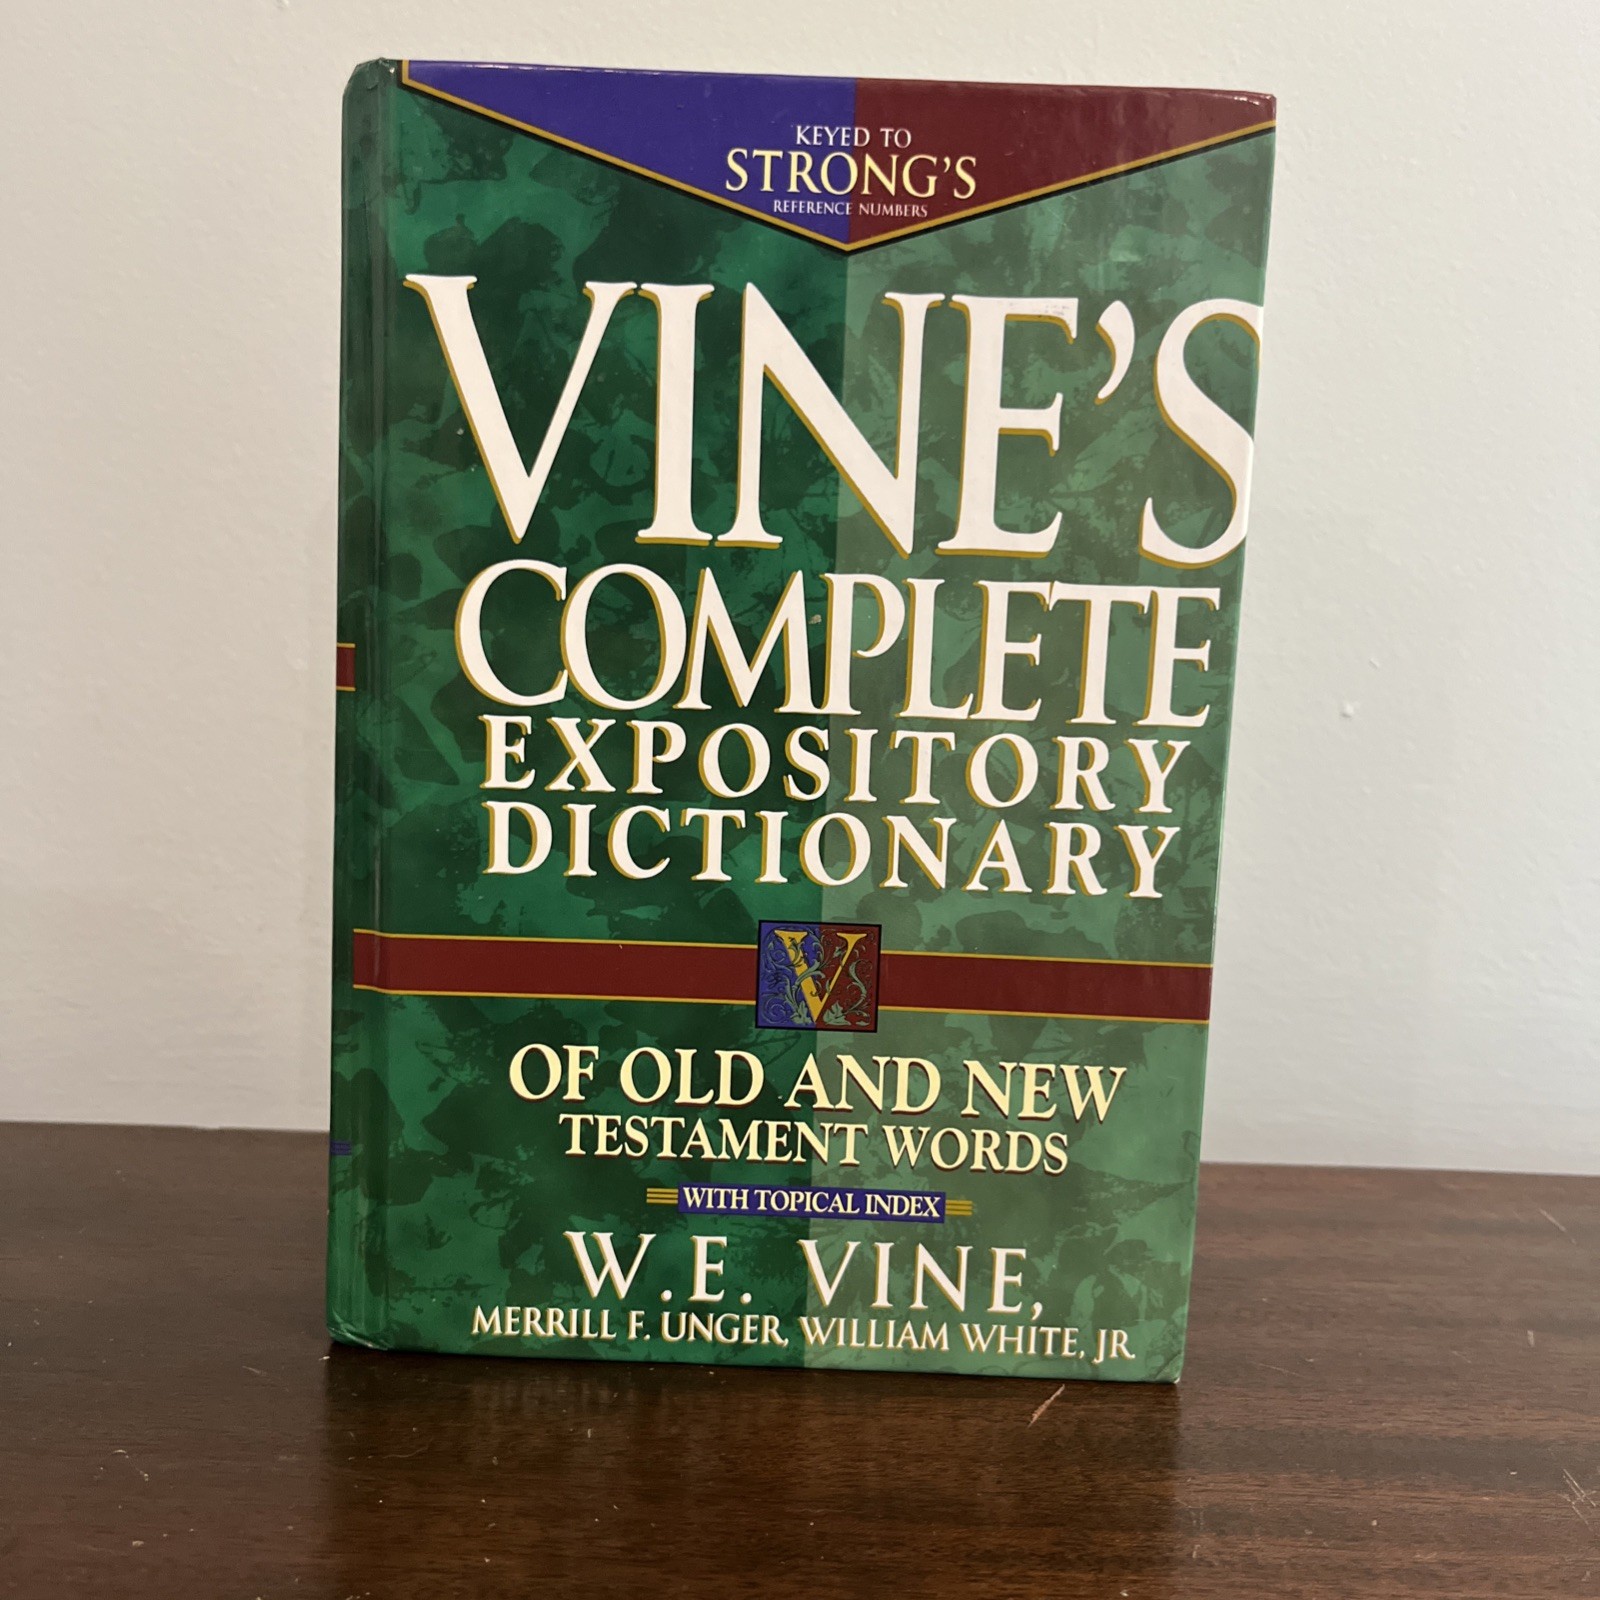 KEYED TO
STRONG'S
REFERENCE NUMBERS
VINE'S
COMPLETE
EXPOSITORY
DICTIONARY
V
OF OLD AND NEW
TESTAMENT WORDS
WITH TOPICAL INDEX
W.E. VINE,
MERRILL F. UNGER, WILLIAM WHITE, JR.